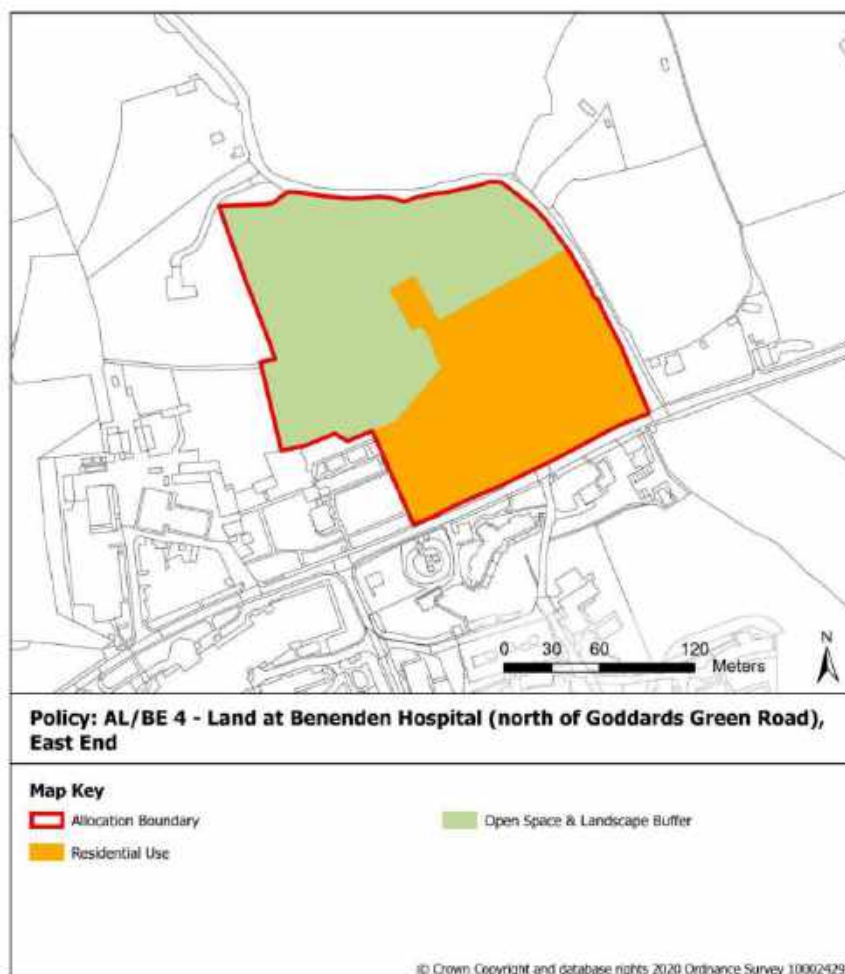 N
0 30 60 120
Meters
Policy: AL/BE 4 - Land at Benenden Hospital (north of Goddards Green Road),
East End
Map Key
Allocation Boundary
Open Space & Landscape Buffer
Residential Use
© Crown Copyright and database rights 2020 Ordnance Survey 10002429